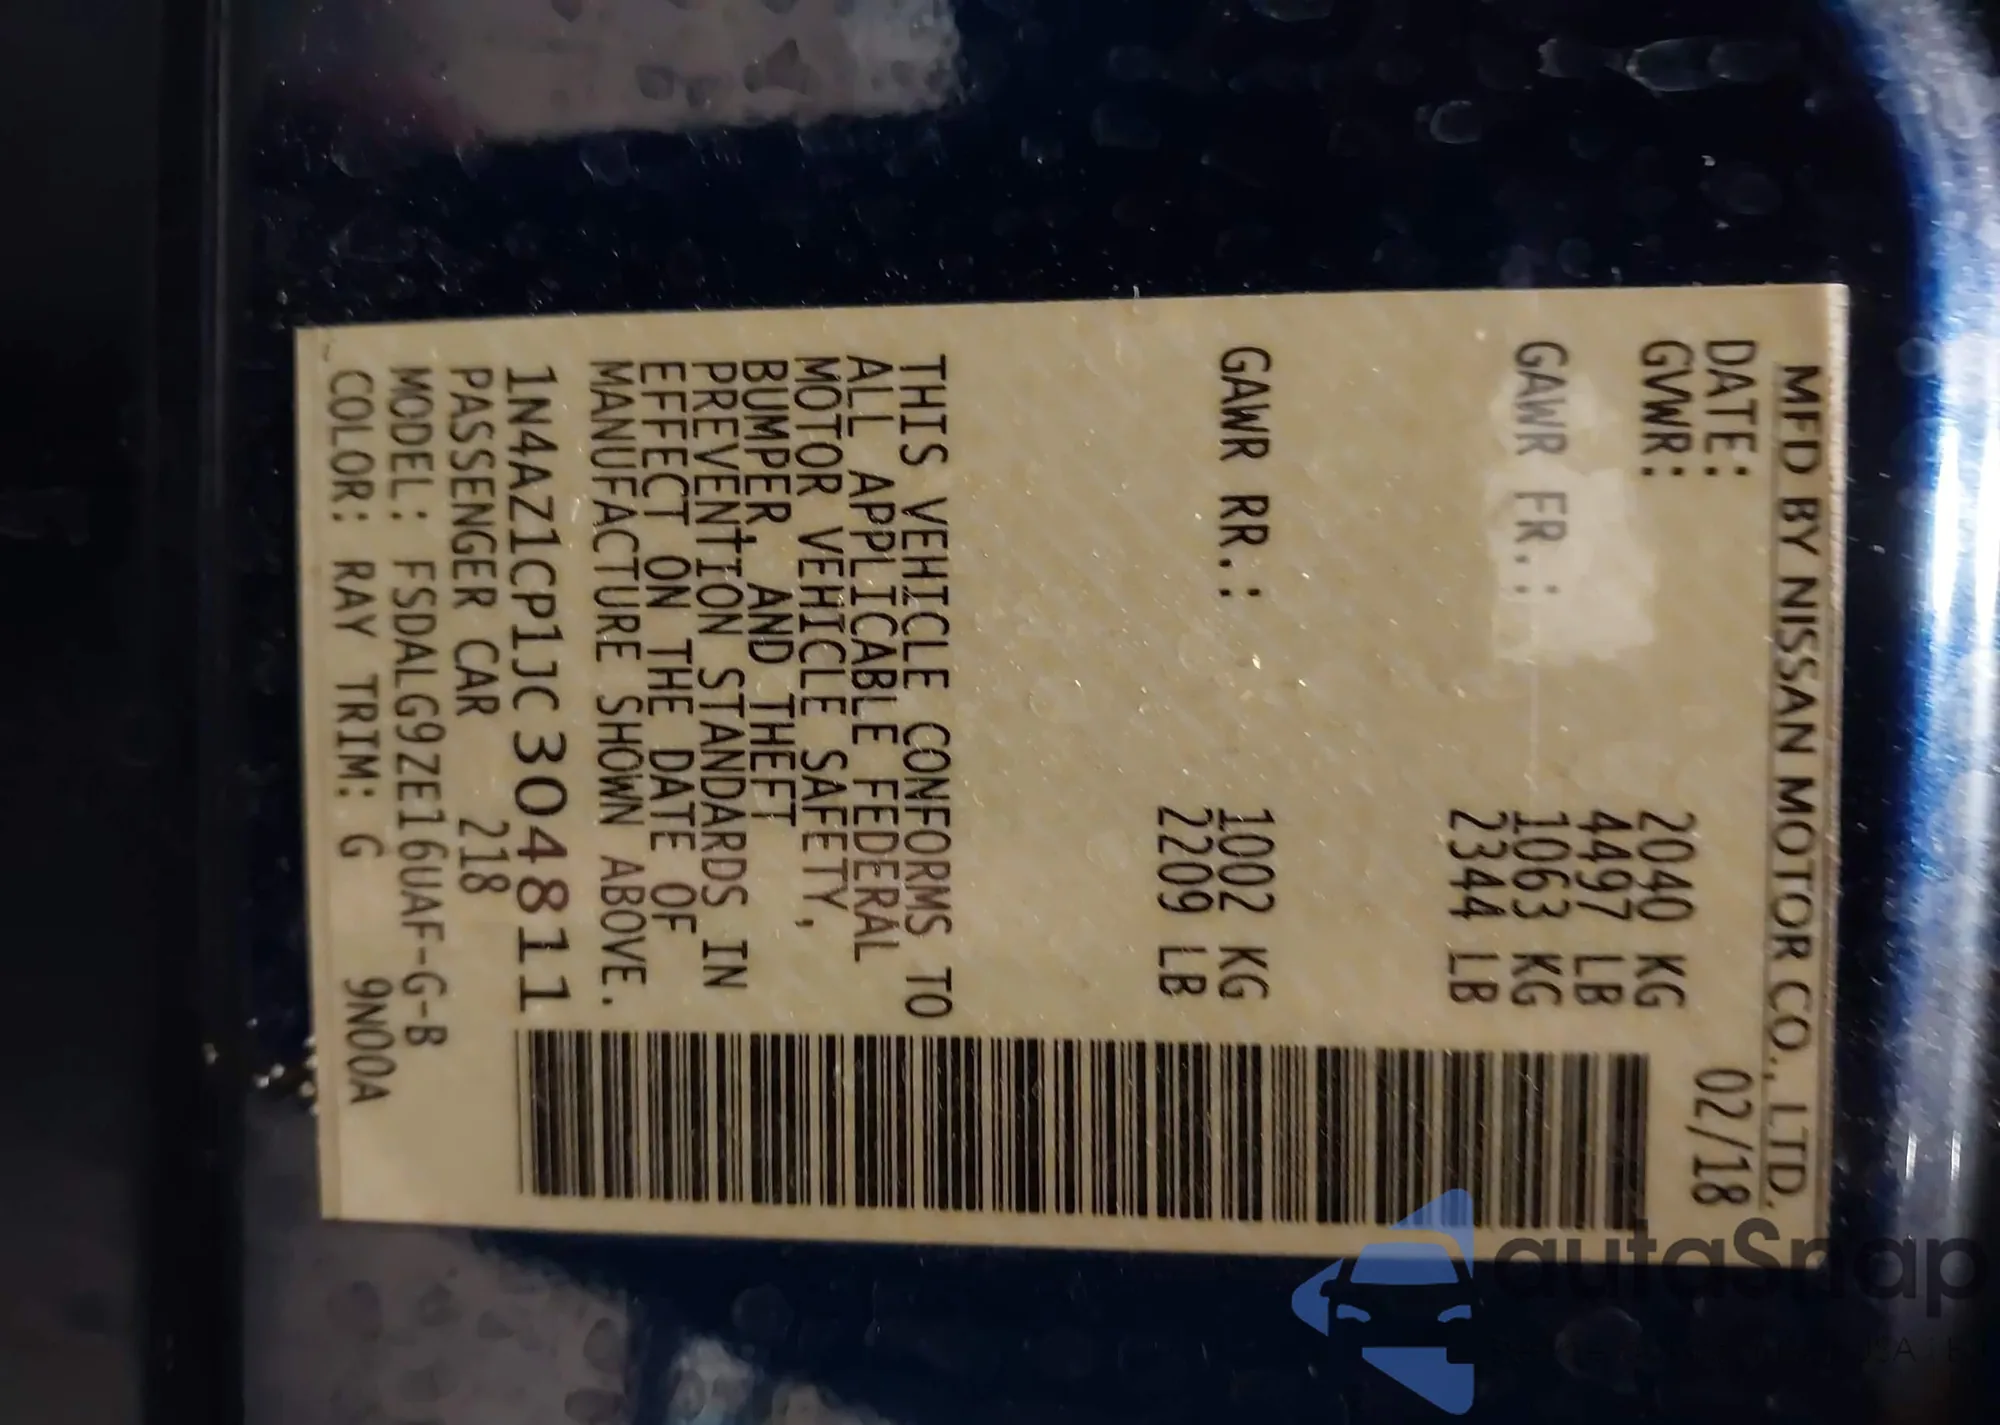 MFD BY NISSAN MOTOR CO., LTD.
DATE: 02/18
GVWR: 2040 KG
4497 LB
GAWR FR.: 1063 KG
2344 LB
GAWR RR.: 1002 KG
2209 LB
THIS VEHICLE CONFORMS TO
ALL APPLICABLE FEDERAL
MOTOR VEHICLE SAFETY,
BUMPER, AND THEFT
PREVENTION STANDARDS IN
EFFECT ON THE DATE OF
MANUFACTURE SHOWN ABOVE.
1N4AZ1CP1JC304811
PASSENGER CAR 218
MODEL: FSDALG9ZE16UAF-G-B
COLOR: RAY TRIM: G 9N00A
autaSnap